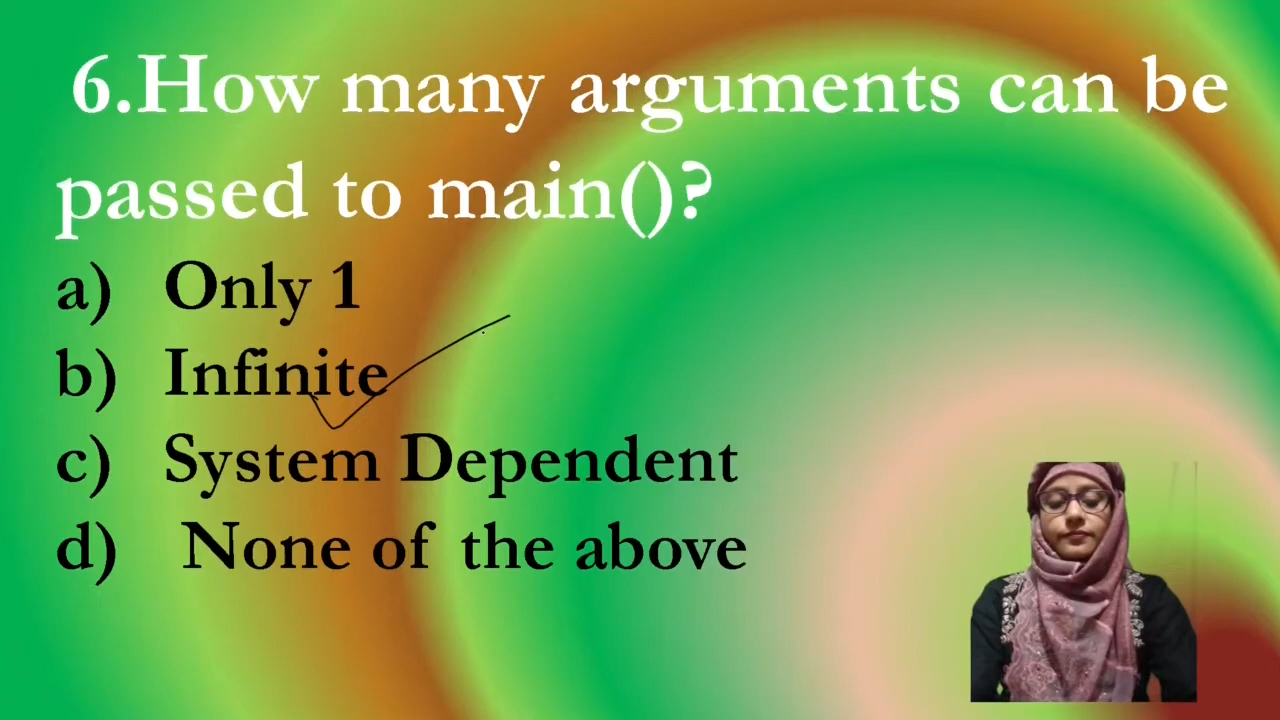 6.How many arguments can be
passed to main()?
a) Only 1
b) Infinite
c) System Dependent
d) None of the above